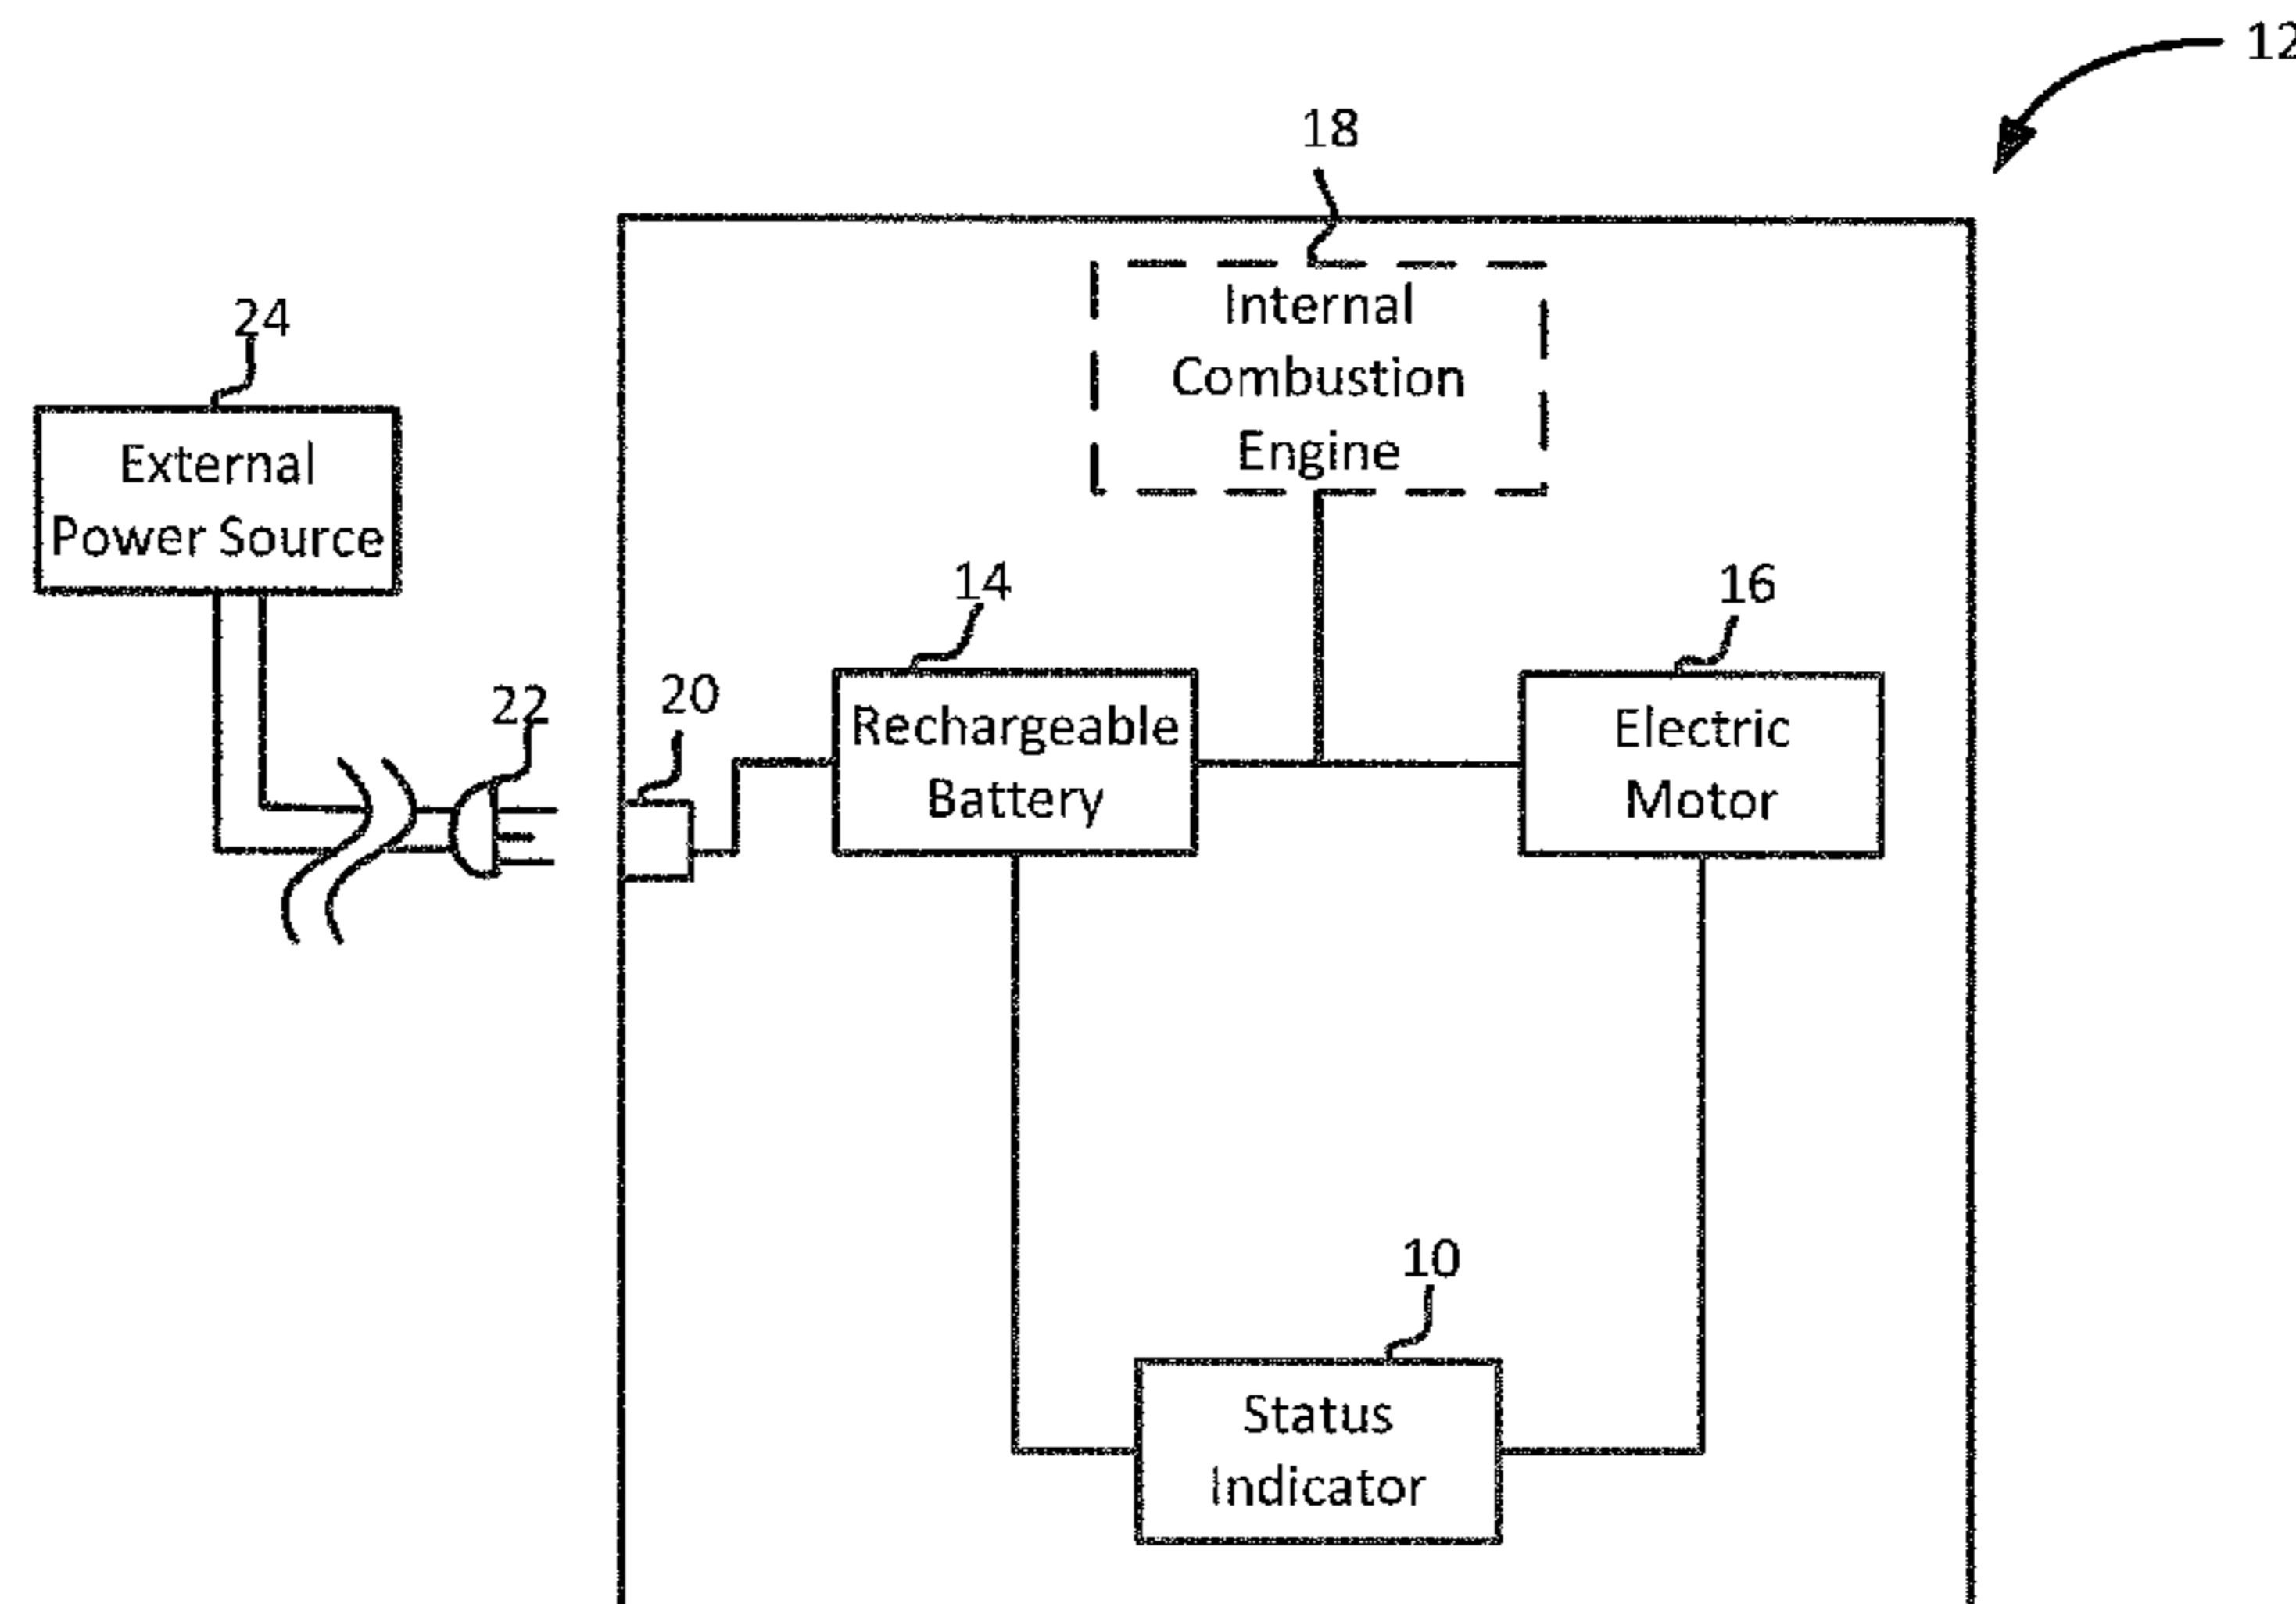 12
18
Internal
Combustion
Engine
24
External
Power Source
14
16
22
20
Rechargeable
Battery
Electric
Motor
10
Status
Indicator